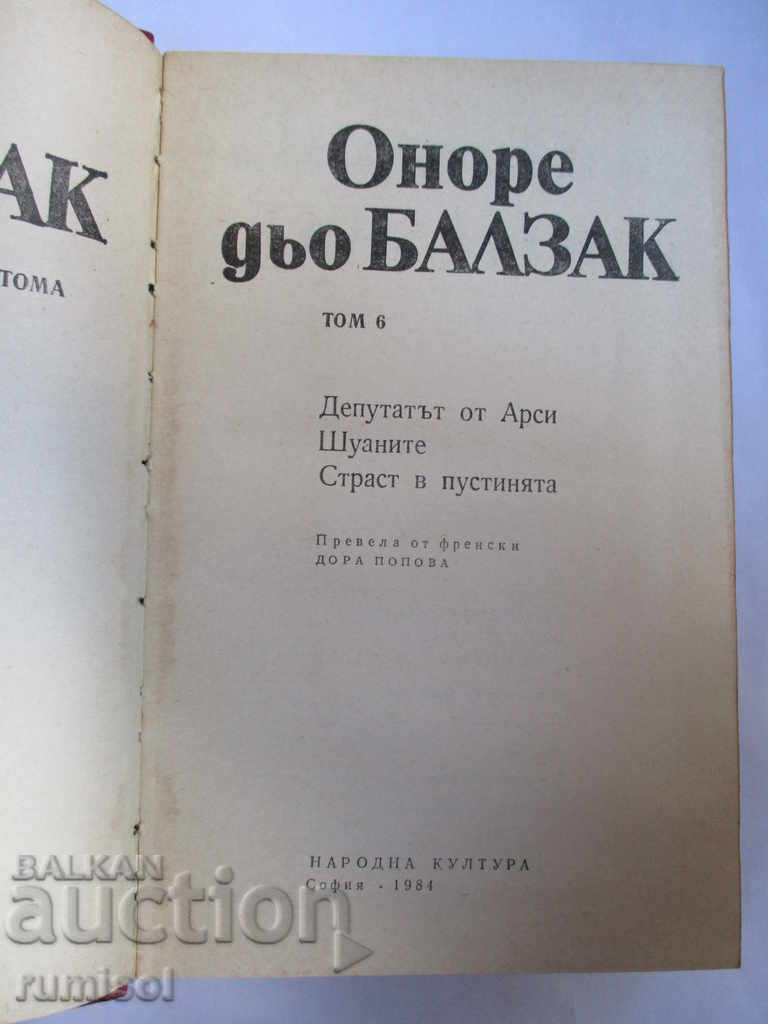 АК
ТОМА
Оноре
дьо БАЛЗАК
ТОМ 6
Депутатът от Арси
Шуаните
Страст в пустинята
Превела от френски
ДОРА ПОПОВА
НАРОДНА КУЛТУРА
София · 1984
BALKAN
auction
rumisol